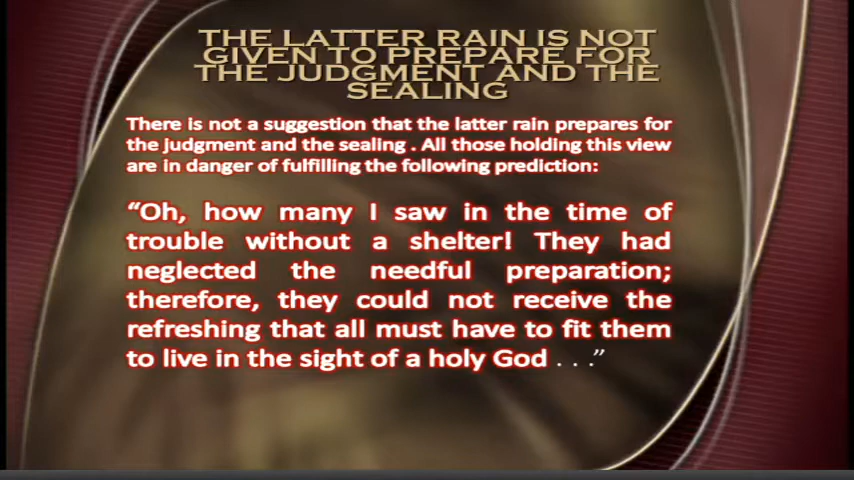 THE LATTER RAIN IS NOT
GIVEN TO PREPARE FOR
THE JUDGMENT AND THE
SEALING
There is not a suggestion that the latter rain prepares for
the judgment and the sealing . All those holding this view
are in danger of fulfilling the following prediction:
“Oh, how many I saw in the time of
trouble without a shelter! They had
neglected the needful preparation;
therefore, they could not receive the
refreshing that all must have to fit them
to live in the sight of a holy God . . .”